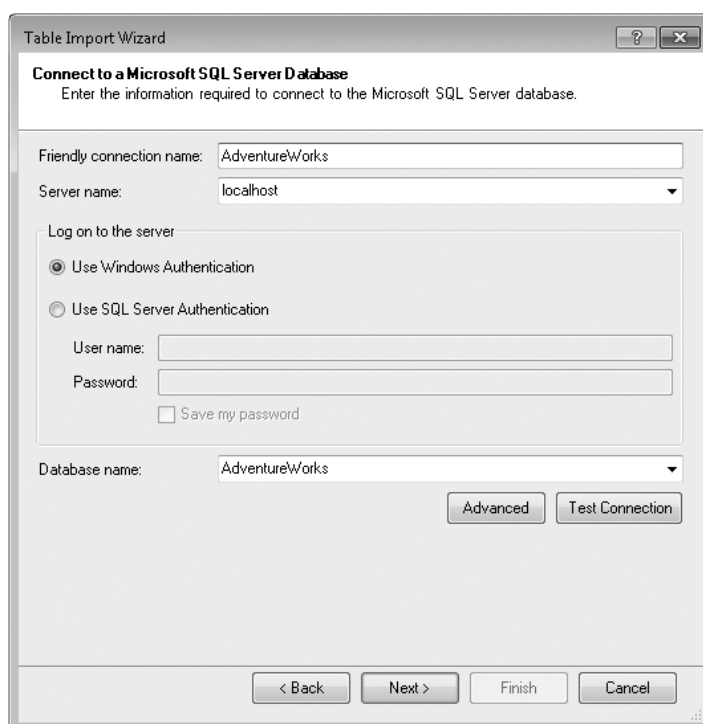 Table Import Wizard
Connect to a Microsoft SQL Server Database
Enter the information required to connect to the Microsoft SQL Server database.
Friendly connection name: AdventureWorks
Server name: localhost
Log on to the server
Use Windows Authentication
Use SQL Server Authentication
User name:
Password:
Save my password
Database name: AdventureWorks
Advanced Test Connection
< Back Next > Finish Cancel